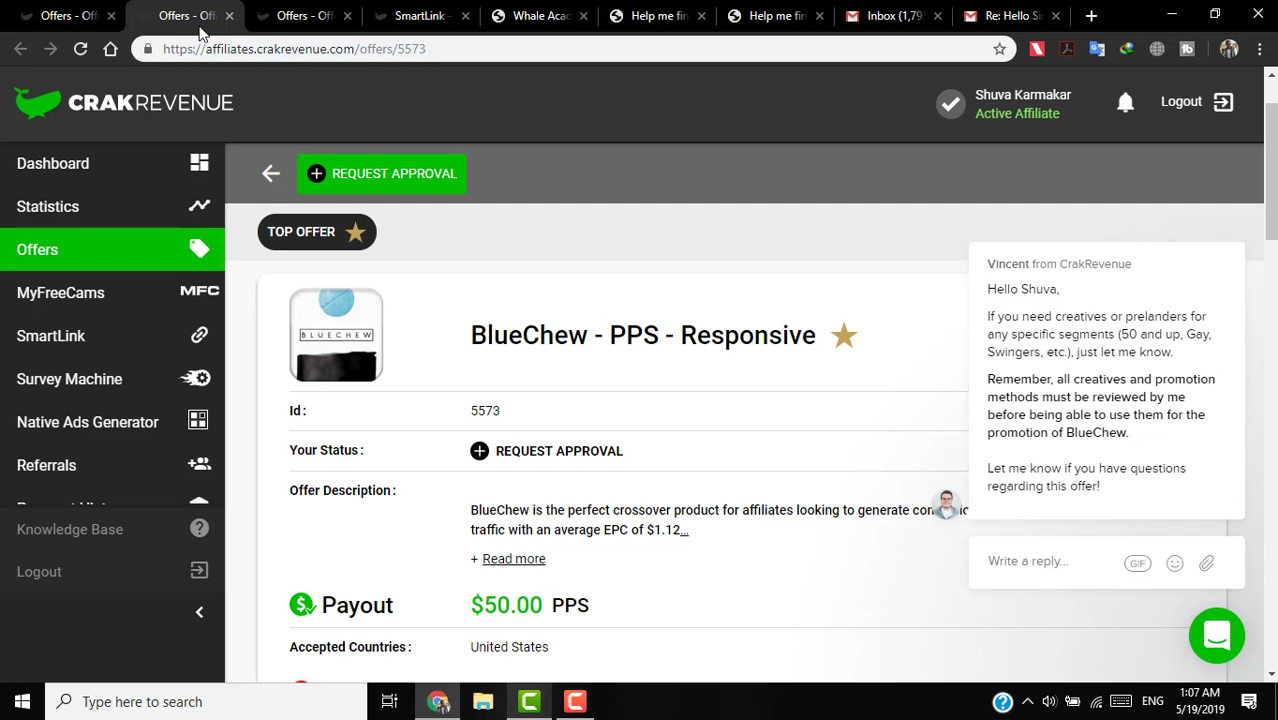 Offers - Off
Offers - Off
Offers - Off
SmartLink -
Whale Acad
Help me fin
Help me fin
Inbox (1,79
Re: Hello Si
https://affiliates.crakrevenue.com/offers/5573
CRAKREVENUE
Shuva Karmakar
Active Affiliate
Logout
Dashboard
Statistics
Offers
MyFreeCams MFC
SmartLink
Survey Machine
Native Ads Generator
Referrals
Knowledge Base
Logout
REQUEST APPROVAL
TOP OFFER
BLUECHEW
BlueChew - PPS - Responsive
Id : 5573
Your Status : REQUEST APPROVAL
Offer Description :
BlueChew is the perfect crossover product for affiliates looking to generate
traffic with an average EPC of $1.12...
+ Read more
Payout $50.00 PPS
Accepted Countries : United States
Vincent from CrakRevenue
Hello Shuva,
If you need creatives or prelanders for
any specific segments (50 and up, Gay,
Swingers, etc.), just let me know.
Remember, all creatives and promotion
methods must be reviewed by me
before being able to use them for the
promotion of BlueChew.
Let me know if you have questions
regarding this offer!
Write a reply...
GIF
Type here to search
ENG
1:07 AM
5/19/2019